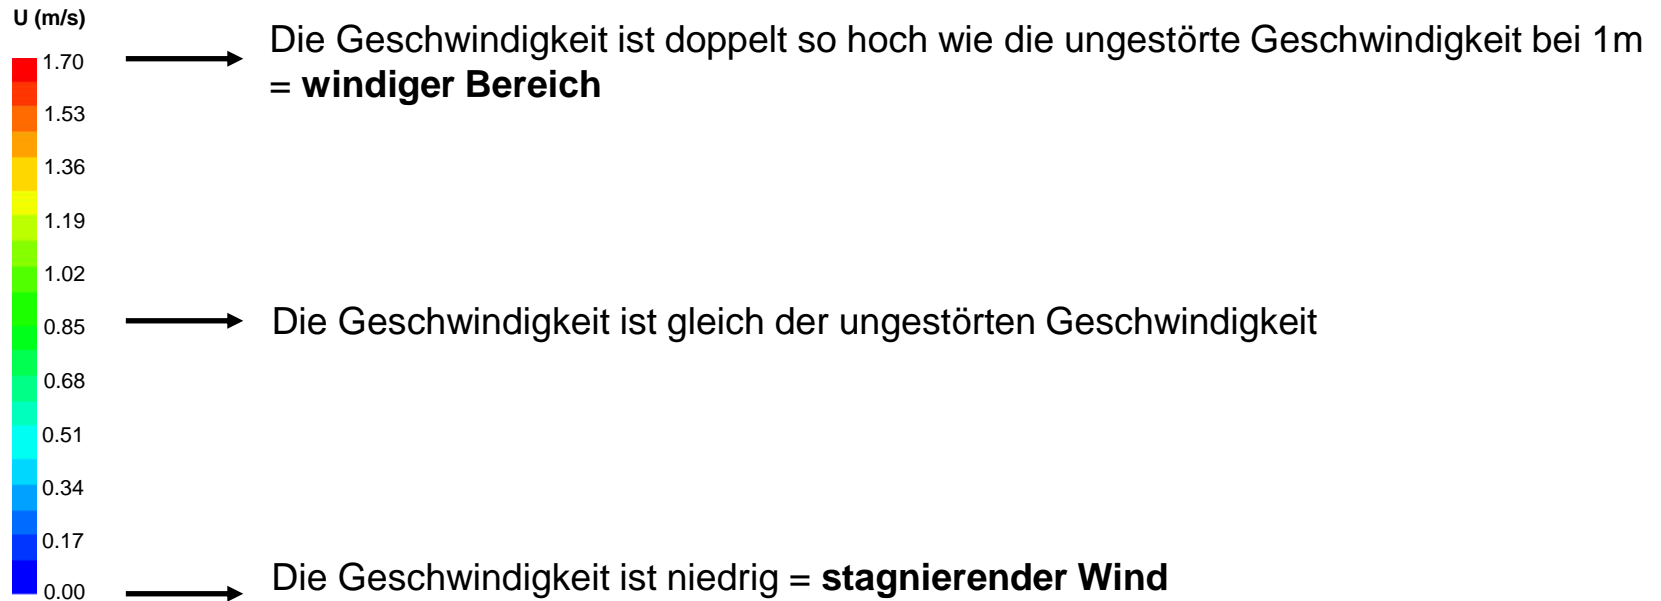 U (m/s)
1.70
Die Geschwindigkeit ist doppelt so hoch wie die ungestörte Geschwindigkeit bei 1m
= windiger Bereich
1.53
1.36
1.19
1.02
0.85
Die Geschwindigkeit ist gleich der ungestörten Geschwindigkeit
0.68
0.51
0.34
0.17
0.00
Die Geschwindigkeit ist niedrig = stagnierender Wind